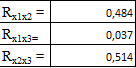 Rx1x2 = 0,484
Rx1x3= 0,037
Rx2x3 = 0,514